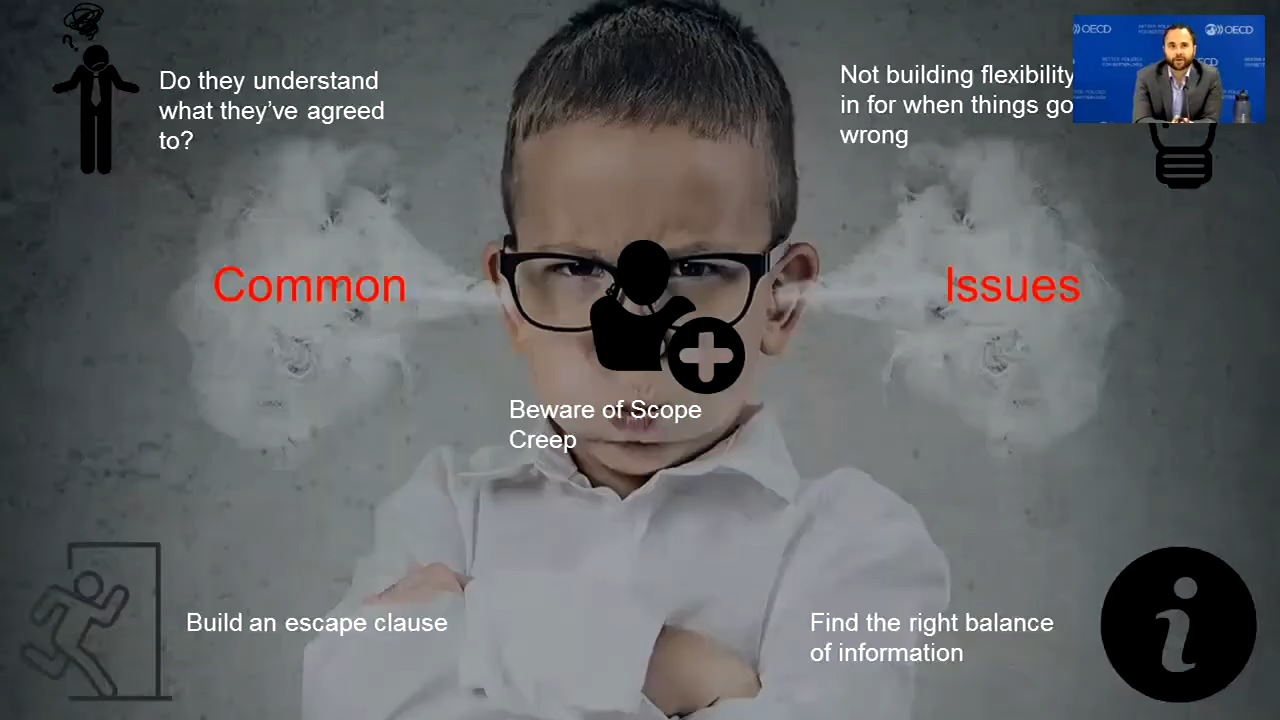 Do they understand
what they've agreed
to?
Not building flexibility
in for when things go
wrong
OECD
OECD
Common
Issues
Beware of Scope
Creep
Build an escape clause
Find the right balance
of information